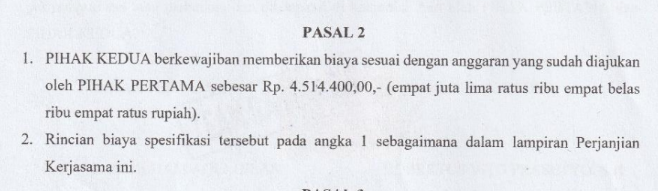 PASAL 2
1. PIHAK KEDUA berkewajiban memberikan biaya sesuai dengan anggaran yang sudah diajukan
oleh PIHAK PERTAMA sebesar Rp. 4.514.400,00,- (empat juta lima ratus ribu empat belas
ribu empat ratus rupiah).
2. Rincian biaya spesifikasi tersebut pada angka 1 sebagaimana dalam lampiran Perjanjian
Kerjasama ini.